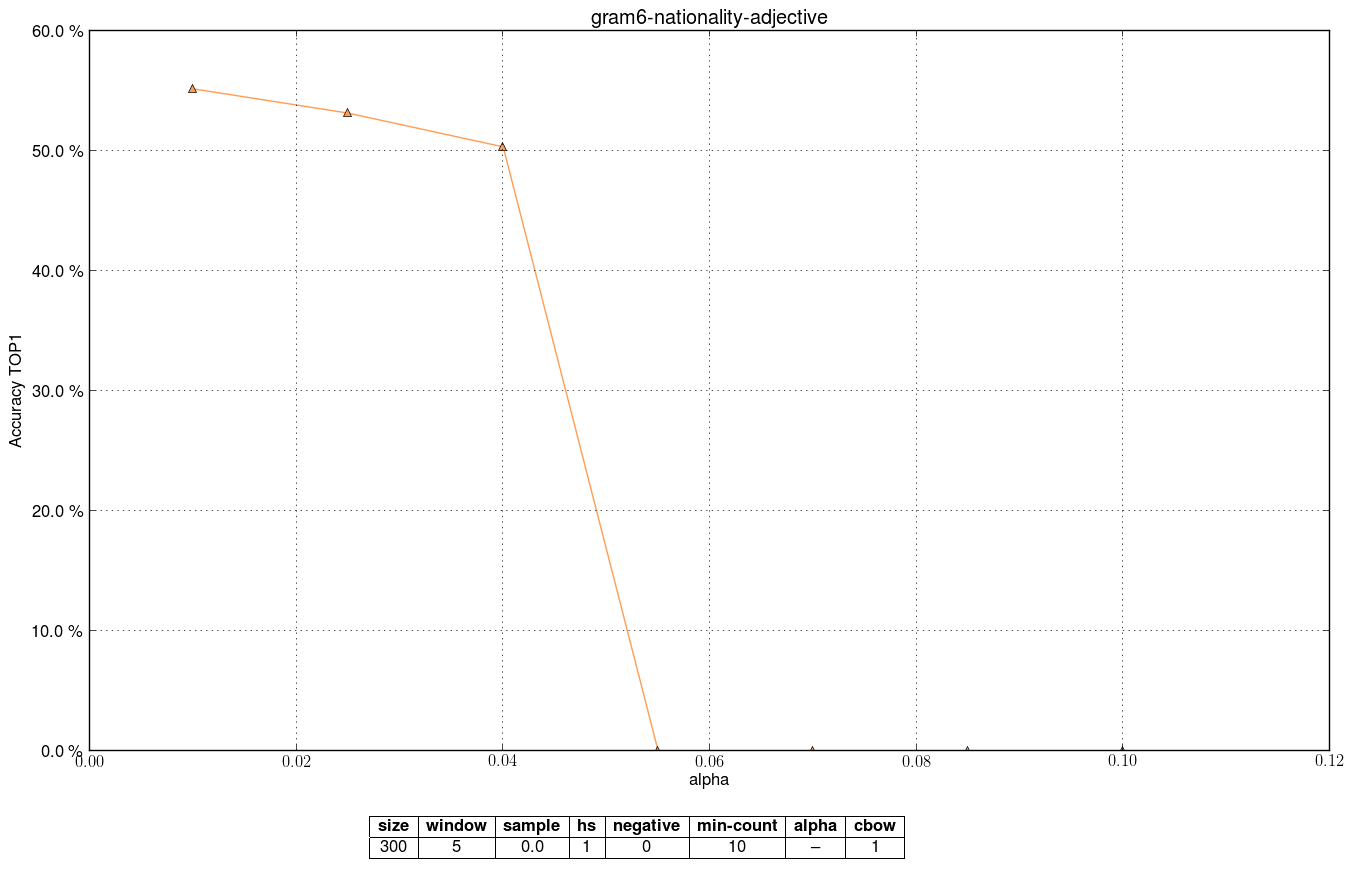 gram6-nationality-adjective
60.0 %
50.0 %
40.0 %
30.0 %
20.0 %
10.0 %
0.0 %
Accuracy TOP1
0.00 0.02 0.04 0.06 0.08 0.10 0.12
alpha
size window sample hs negative min-count alpha cbow
300 5 0.0 1 0 10 – 1